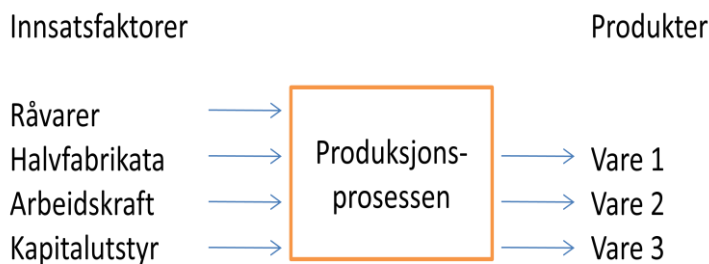 Innsatsfaktorer Produkter
Råvarer
Halvfabrikata Produksjons- Vare 1
Arbeidskraft prosessen Vare 2
Kapitalutstyr Vare 3